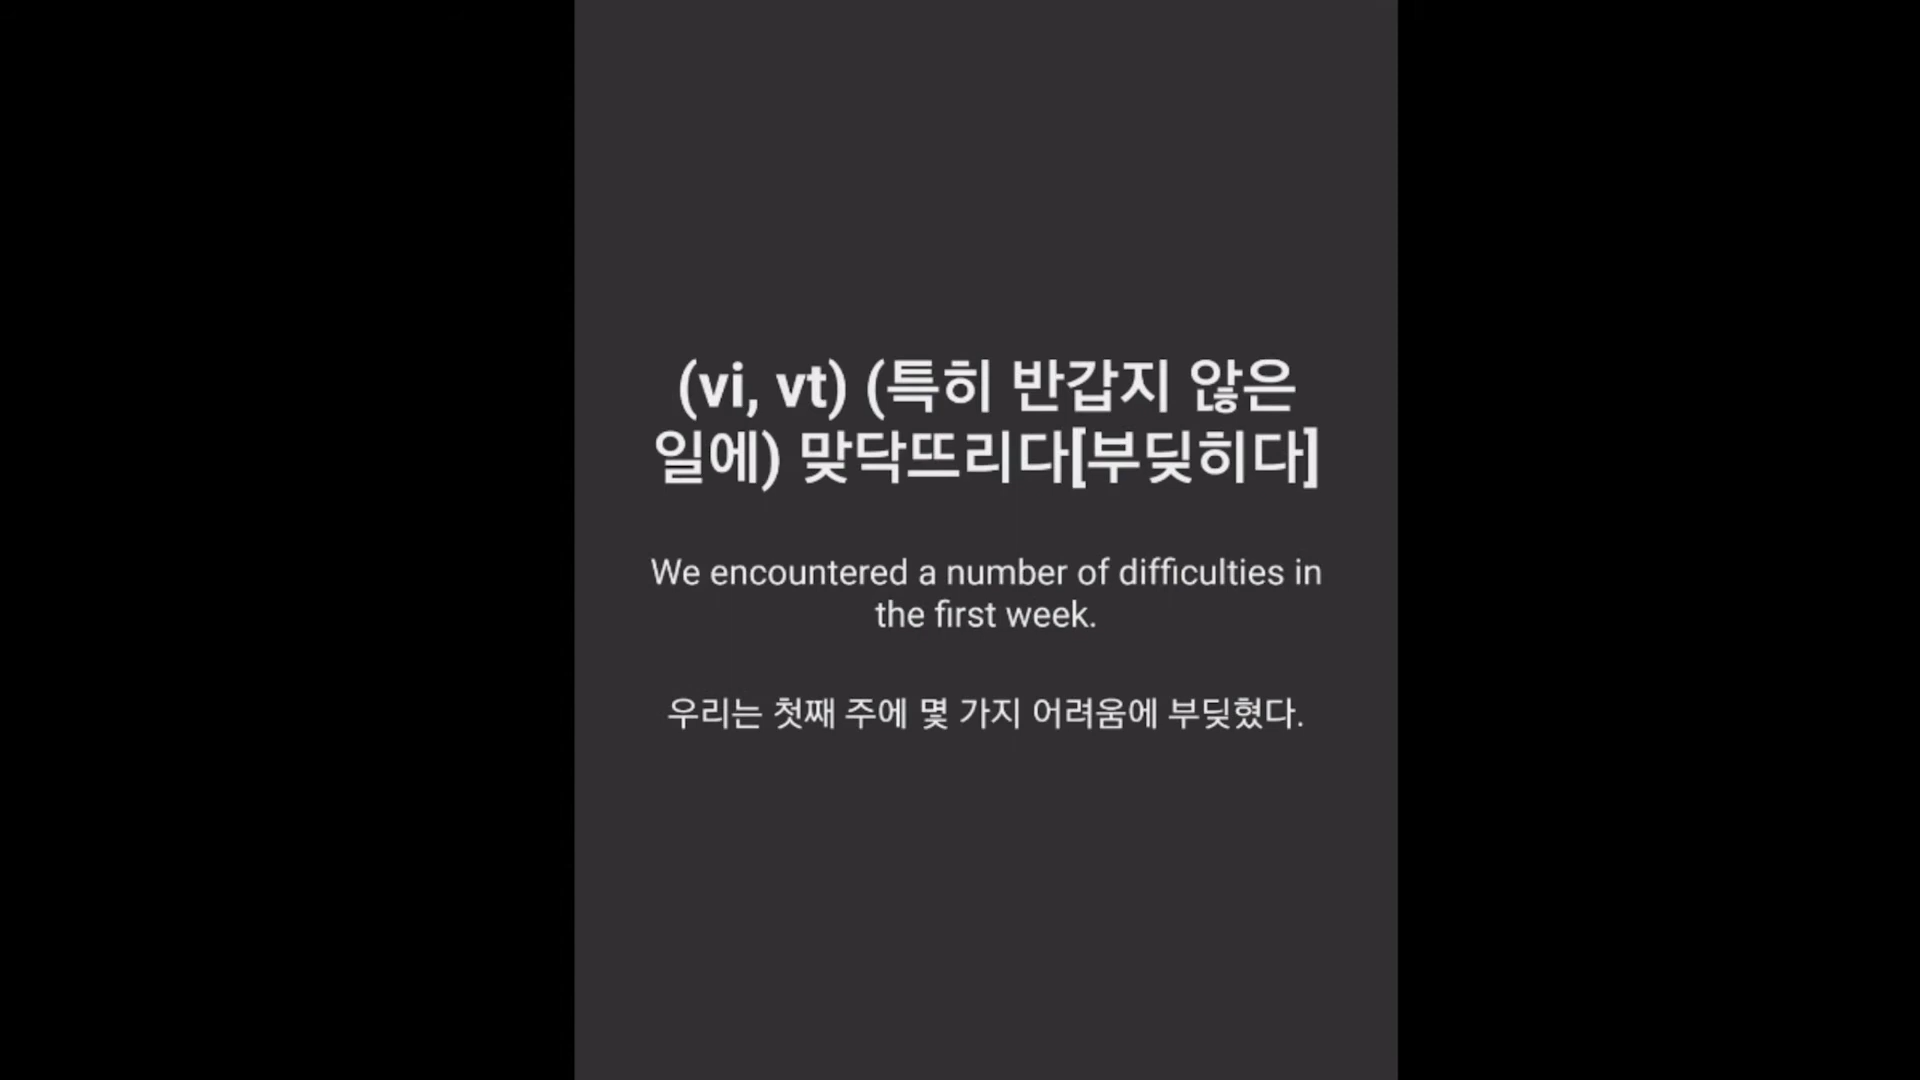 (vi, vt) (특히 반갑지 않은
일에) 맞닥뜨리다[부딪히다]
We encountered a number of difficulties in
the first week.
우리는 첫째 주에 몇 가지 어려움에 부딪혔다.